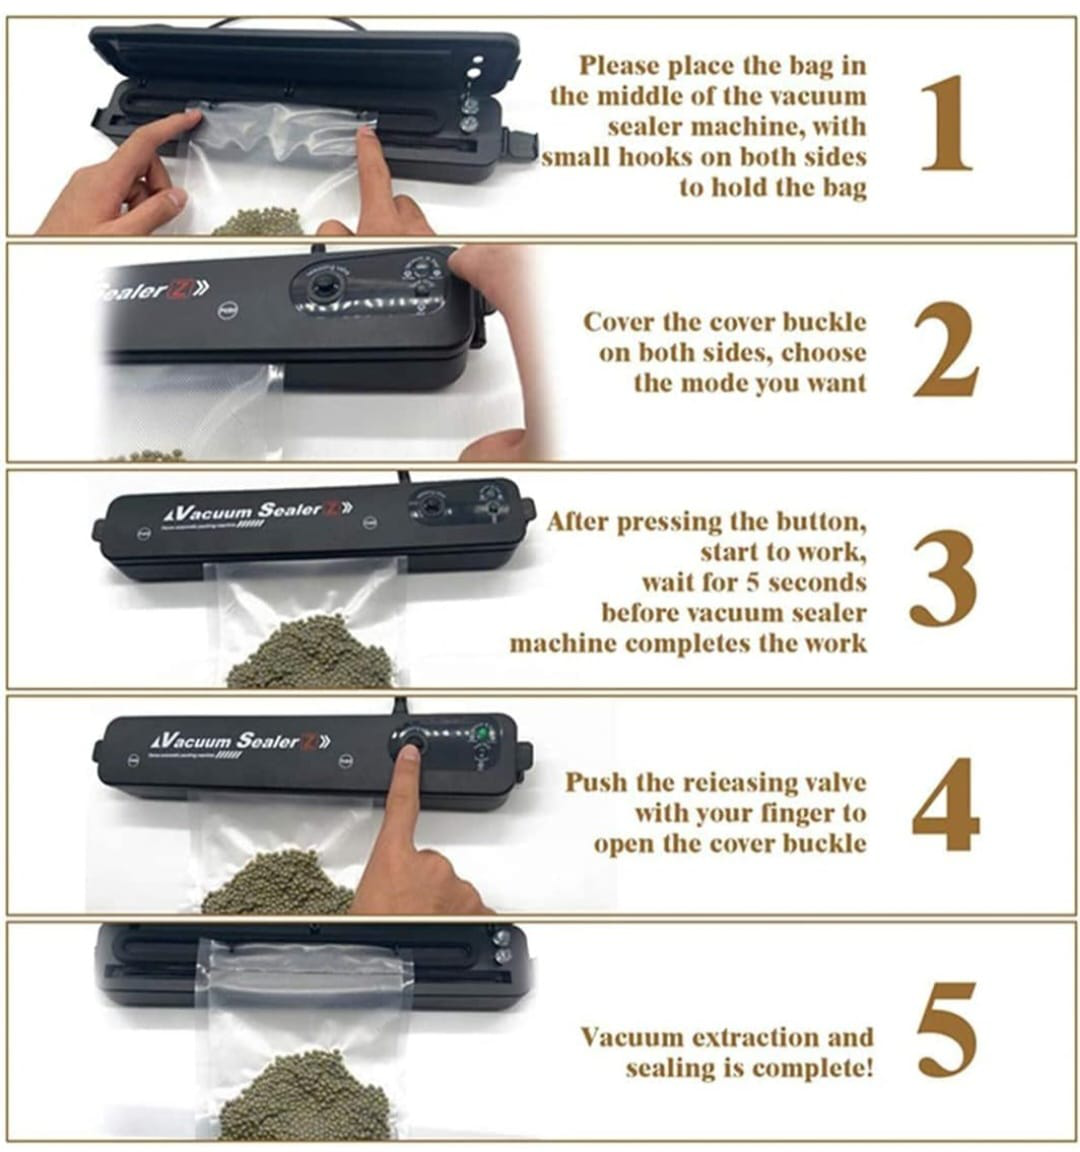 Please place the bag in
the middle of the vacuum
sealer machine, with
small hooks on both sides
to hold the bag
1
ealer Z
PUSH
Cover the cover buckle
on both sides, choose
the mode you want
2
Vacuum Sealer Z
After pressing the button,
start to work,
wait for 5 seconds
before vacuum sealer
machine completes the work
3
Vacuum Sealer Z
Push the reieasing valve
with your finger to
open the cover buckle
4
Vacuum extraction and
sealing is complete!
5